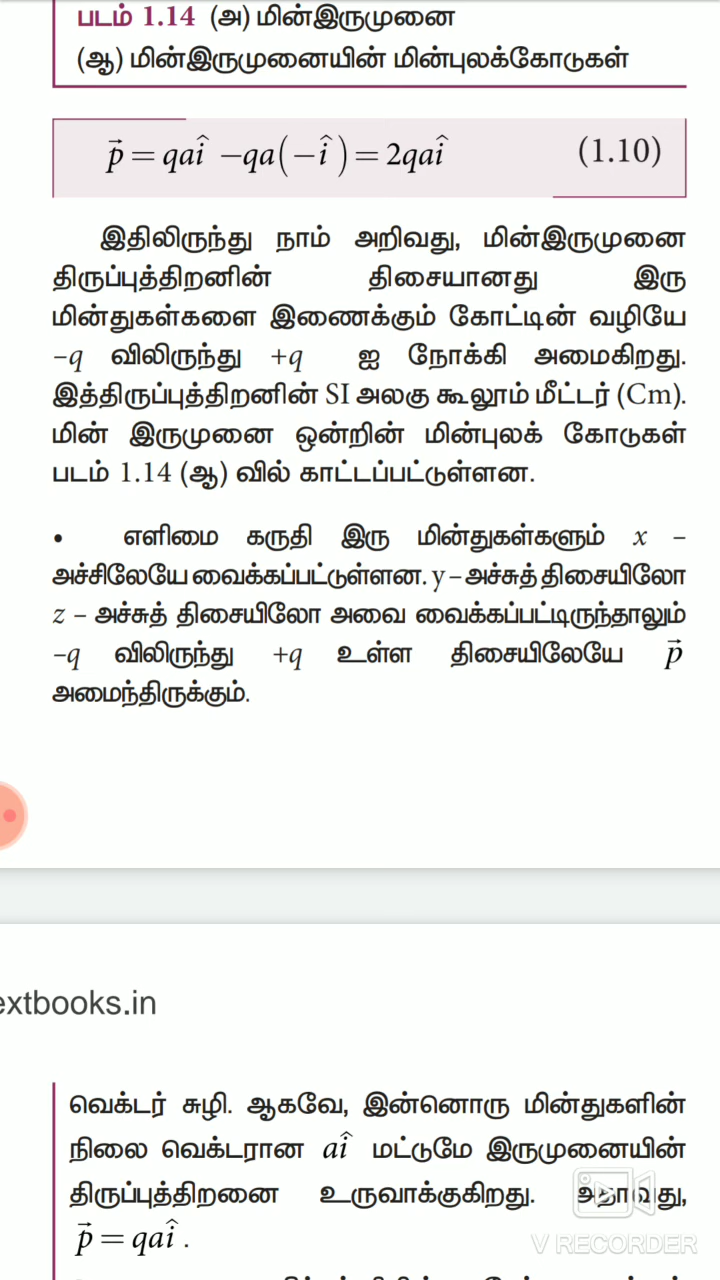 படம் 1.14 (அ) மின்இருமுனை
(ஆ) மின்இருமுனையின் மின்புலக்கோடுகள்
p⃗ = qaî −qa(−î) = 2qaî (1.10)
இதிலிருந்து நாம் அறிவது, மின்இருமுனை
திருப்புத்திறனின் திசையானது இரு
மின்துகள்களை இணைக்கும் கோட்டின் வழியே
−q விலிருந்து +q ஐ நோக்கி அமைகிறது.
இத்திருப்புத்திறனின் SI அலகு கூலூம் மீட்டர் (Cm).
மின் இருமுனை ஒன்றின் மின்புலக் கோடுகள்
படம் 1.14 (ஆ) வில் காட்டப்பட்டுள்ளன.
• எளிமை கருதி இரு மின்துகள்களும் x –
அச்சிலேயே வைக்கப்பட்டுள்ளன. y – அச்சுத் திசையிலோ
z – அச்சுத் திசையிலோ அவை வைக்கப்பட்டிருந்தாலும்
−q விலிருந்து +q உள்ள திசையிலேயே p⃗
அமைந்திருக்கும்.
extbooks.in
வெக்டர் சுழி. ஆகவே, இன்னொரு மின்துகளின்
நிலை வெக்டரான aî மட்டுமே இருமுனையின்
திருப்புத்திறனை உருவாக்குகிறது. அதாவது,
p⃗ = qaî.
V RECORDER